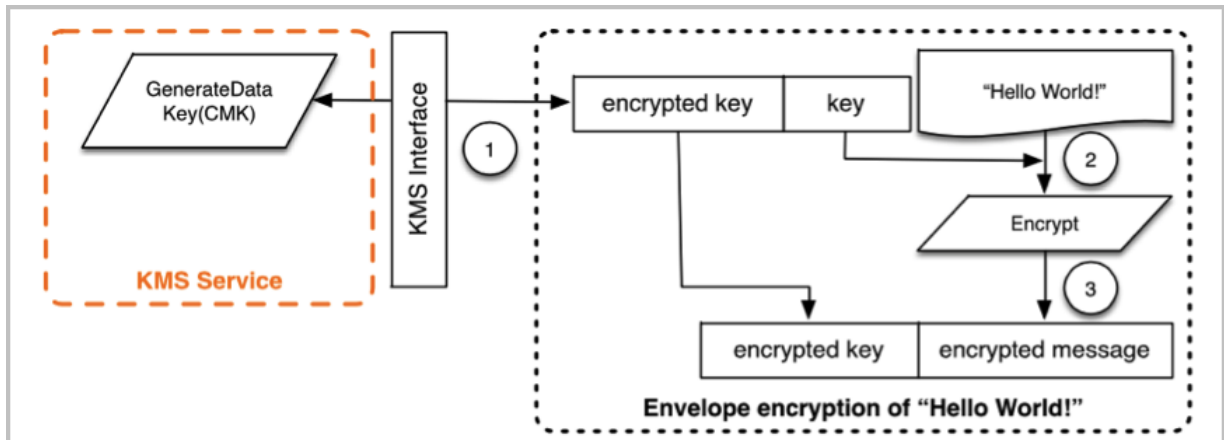 GenerateData
Key(CMK)
KMS Service
KMS Interface
1
encrypted key
key
“Hello World!”
2
Encrypt
3
encrypted key
encrypted message
Envelope encryption of “Hello World!”